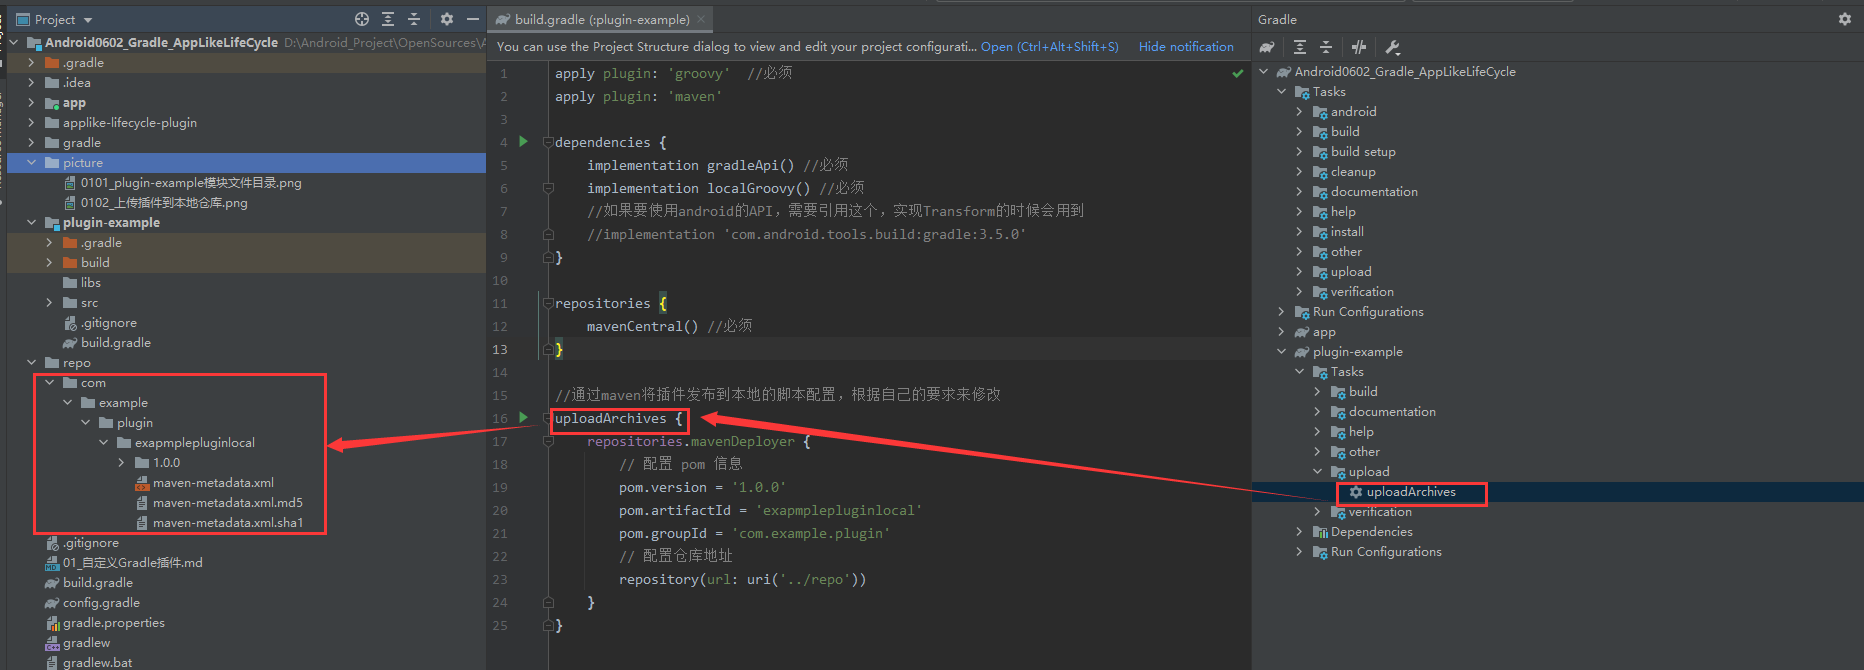 Project
Android0602_Gradle_AppLikeLifeCycle D:\Android_Project\OpenSources\A
.gradle
.idea
app
applike-lifecycle-plugin
gradle
picture
0101_plugin-example模块文件目录.png
0102_上传插件到本地仓库.png
plugin-example
.gradle
build
libs
src
.gitignore
build.gradle
repo
com
example
plugin
exapmplepluginlocal
1.0.0
maven-metadata.xml
maven-metadata.xml.md5
maven-metadata.xml.sha1
.gitignore
01_自定义Gradle插件.md
build.gradle
config.gradle
gradle.properties
gradlew
gradlew.bat
build.gradle (:plugin-example)
You can use the Project Structure dialog to view and edit your project configurati... Open (Ctrl+Alt+Shift+S) Hide notification
1 apply plugin: 'groovy' //必须
2 apply plugin: 'maven'
3
4 dependencies {
5 implementation gradleApi() //必须
6 implementation localGroovy() //必须
7 //如果要使用android的API，需要引用这个，实现Transform的时候会用到
8 //implementation 'com.android.tools.build:gradle:3.5.0'
9 }
10
11 repositories {
12 mavenCentral() //必须
13 }
14
15 //通过maven将插件发布到本地的脚本配置，根据自己的要求来修改
16 uploadArchives {
17 repositories.mavenDeployer {
18 // 配置 pom 信息
19 pom.version = '1.0.0'
20 pom.artifactId = 'exapmplepluginlocal'
21 pom.groupId = 'com.example.plugin'
22 // 配置仓库地址
23 repository(url: uri('../repo'))
24 }
25 }
Gradle
Android0602_Gradle_AppLikeLifeCycle
Tasks
android
build
build setup
cleanup
documentation
help
install
other
upload
verification
Run Configurations
app
plugin-example
Tasks
build
documentation
help
other
upload
uploadArchives
verification
Dependencies
Run Configurations